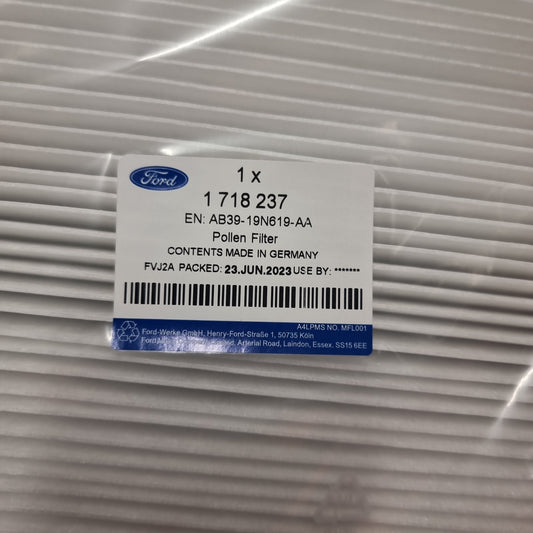 Ford
1 x
1 718 237
EN: AB39-19N619-AA
Pollen Filter
CONTENTS MADE IN GERMANY
FVJ2A PACKED: 23.JUN.2023 USE BY: *******
A4LPMS NO. MFL001
Ford-Werke GmbH, Henry-Ford-Straße 1, 50735 Köln
Ford Arterial Road, Laindon, Essex. SS15 6EE